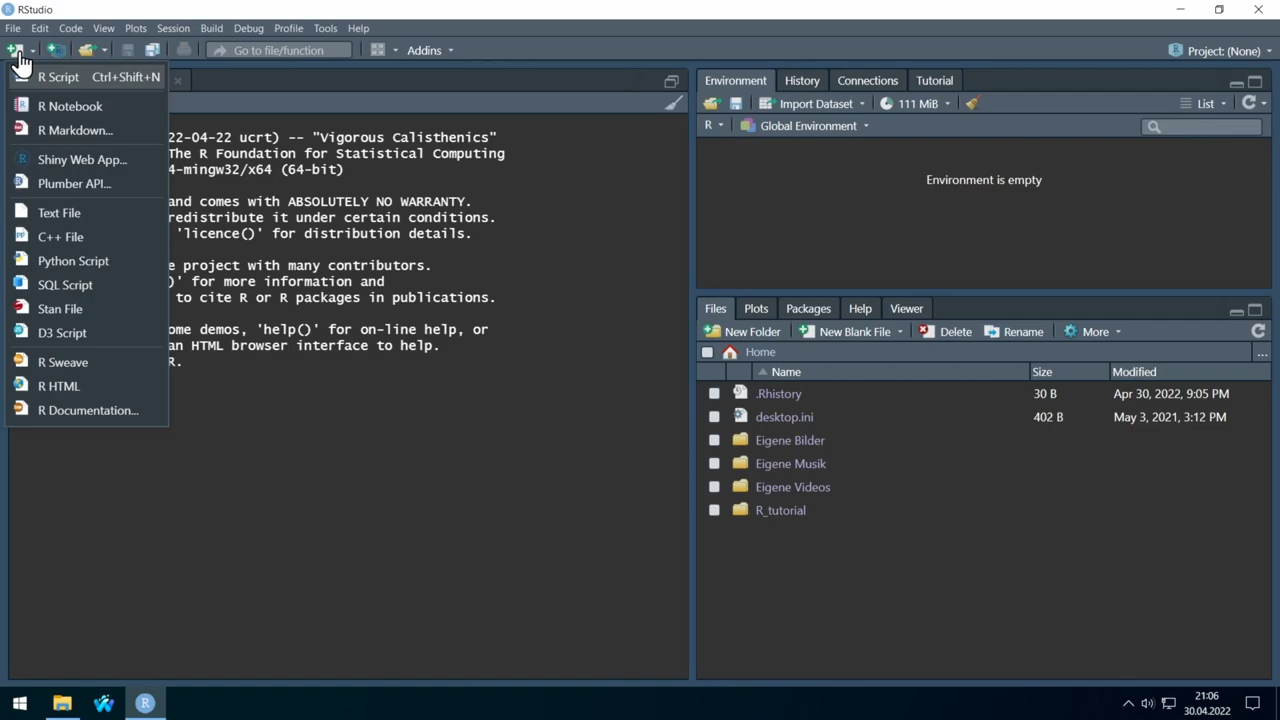 RStudio
File Edit Code View Plots Session Build Debug Profile Tools Help
Go to file/function Addins Project: (None)
R Script Ctrl+Shift+N
R Notebook
R Markdown...
Shiny Web App...
Plumber API...
Text File
C++ File
Python Script
SQL Script
Stan File
D3 Script
R Sweave
R HTML
R Documentation...
22-04-22 ucrt) -- "Vigorous Calisthenics"
The R Foundation for Statistical Computing
4-mingw32/x64 (64-bit)
and comes with ABSOLUTELY NO WARRANTY.
redistribute it under certain conditions.
'licence()' for distribution details.
e project with many contributors.
)' for more information and
to cite R or R packages in publications.
ome demos, 'help()' for on-line help, or
an HTML browser interface to help.
R.
Environment History Connections Tutorial
Import Dataset 111 MiB List
R Global Environment
Environment is empty
Files Plots Packages Help Viewer
New Folder New Blank File Delete Rename More
Home ...
Name Size Modified
.Rhistory 30 B Apr 30, 2022, 9:05 PM
desktop.ini 402 B May 3, 2021, 3:12 PM
Eigene Bilder
Eigene Musik
Eigene Videos
R_tutorial
21:06
30.04.2022